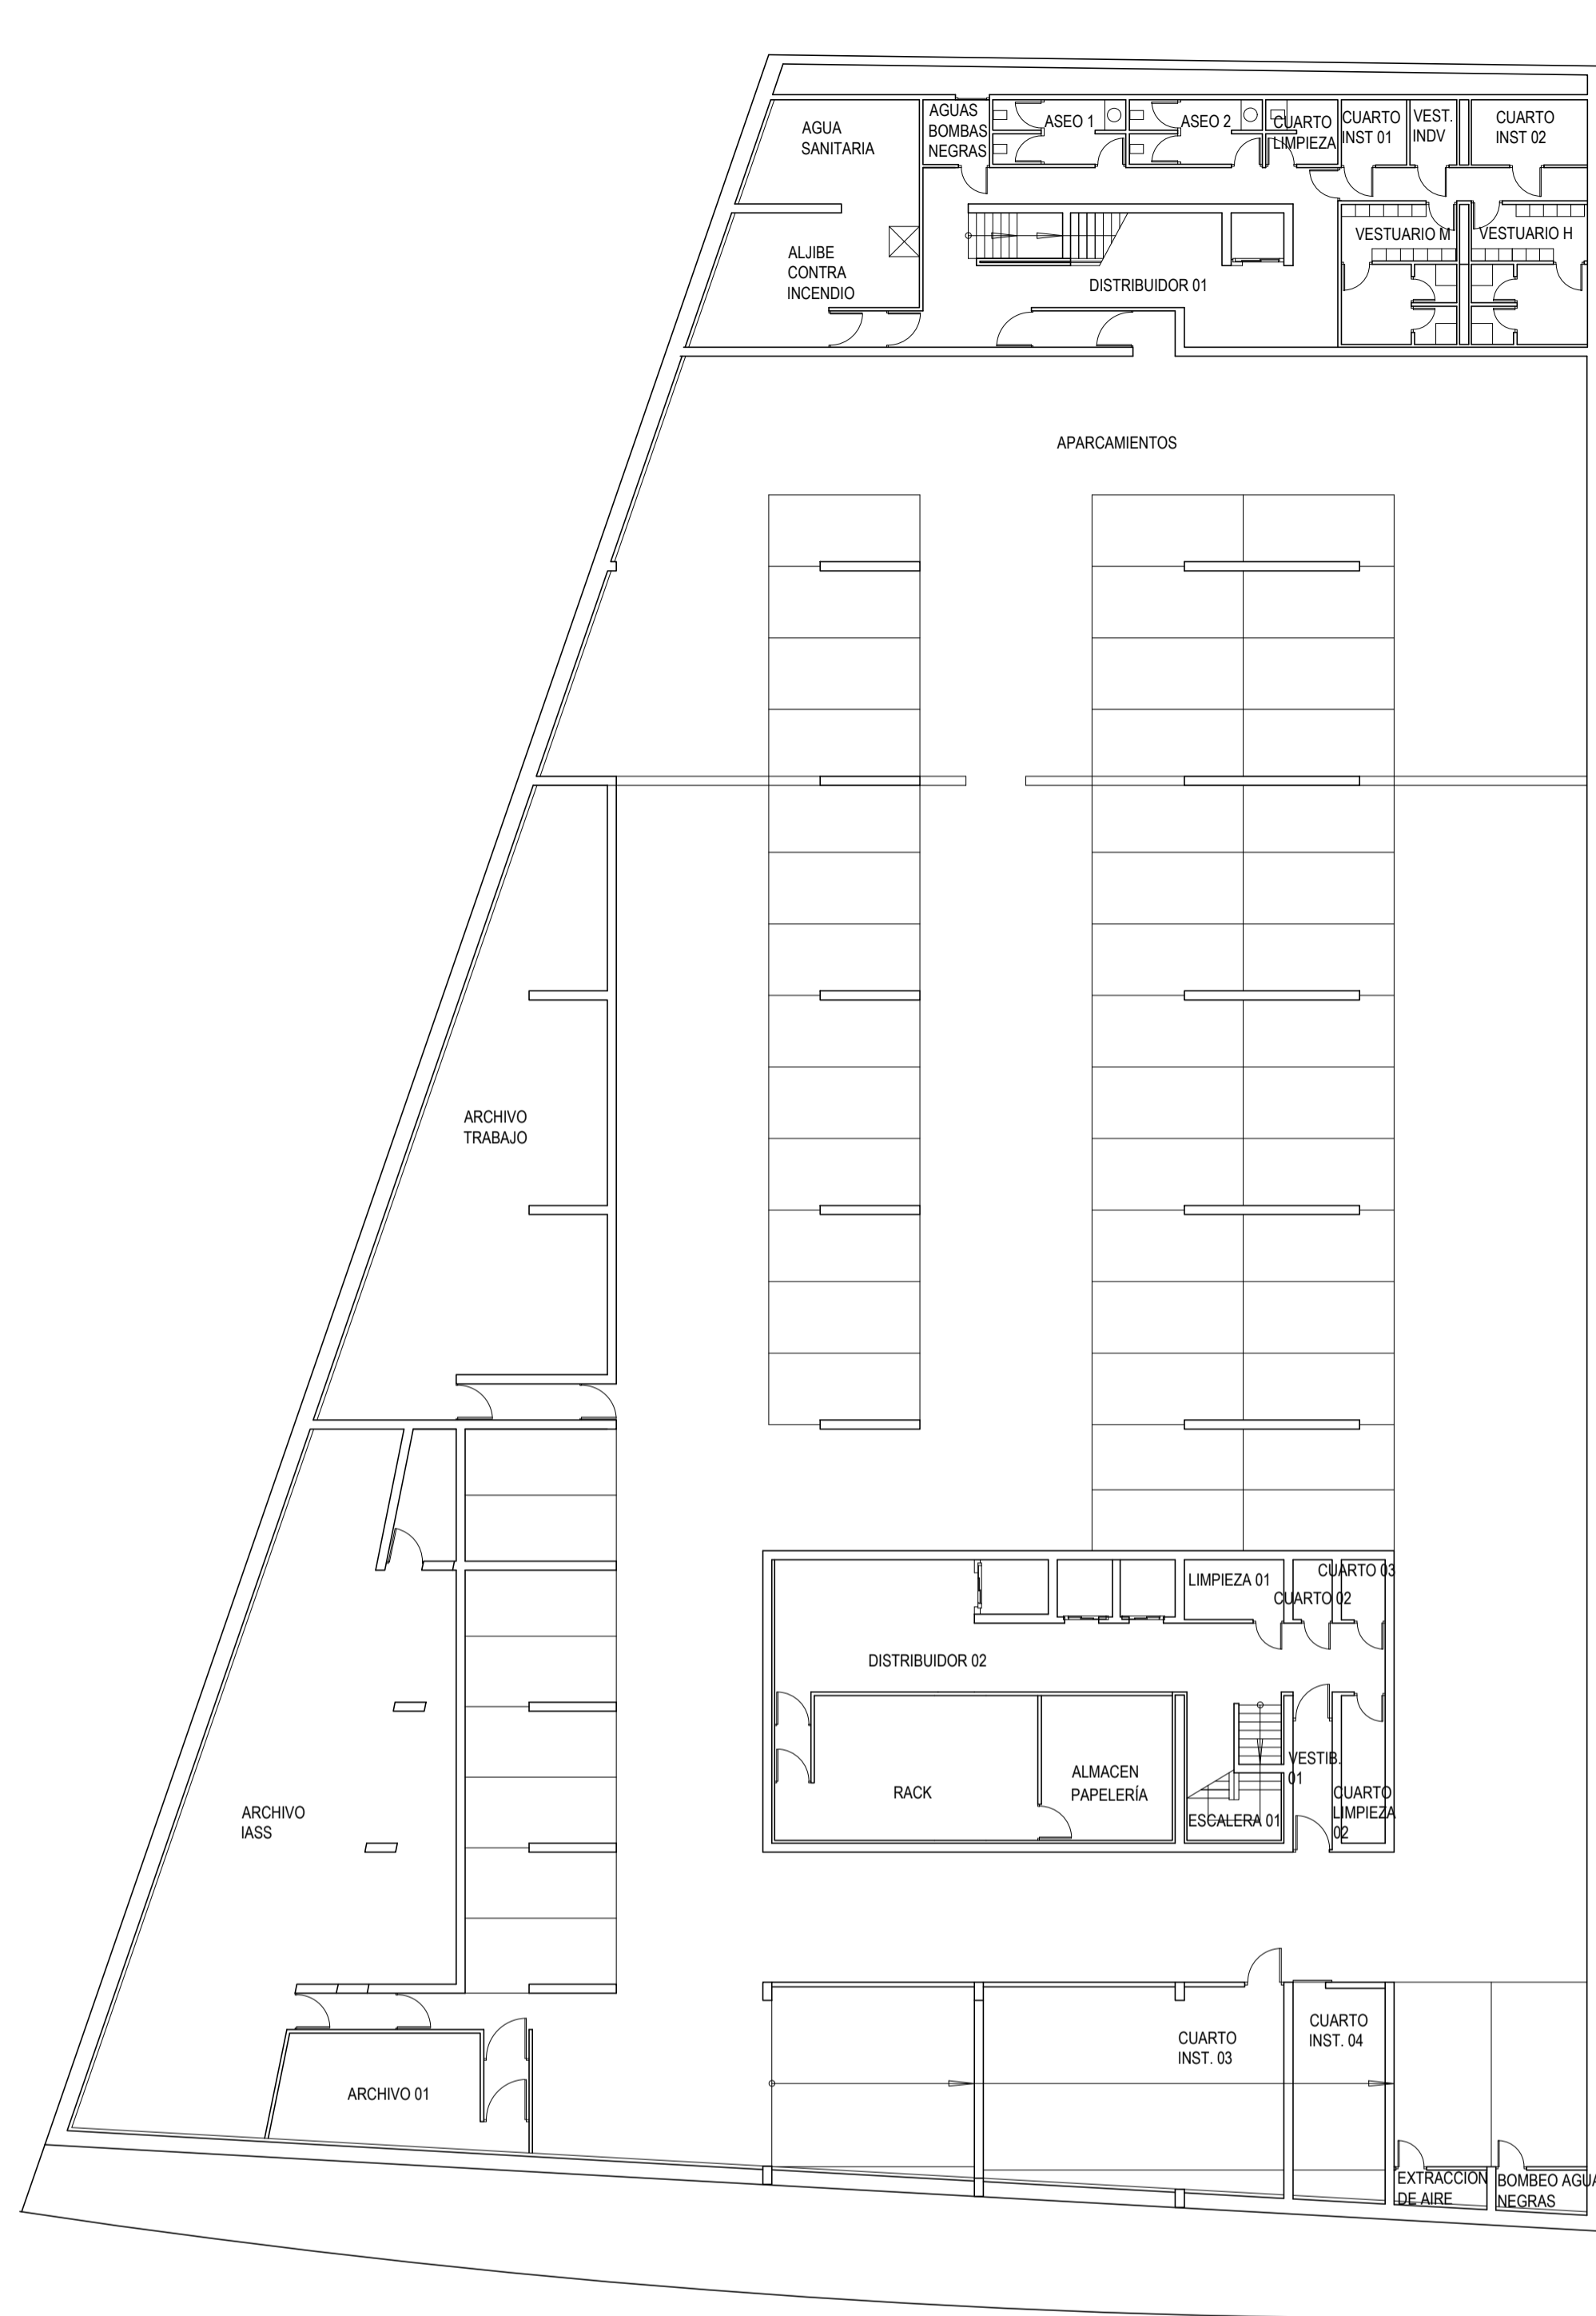 AGUA
SANITARIA
AGUAS
BOMBAS
NEGRAS
ASEO 1
ASEO 2
CUARTO
LIMPIEZA
CUARTO
INST 01
VEST.
INDV
CUARTO
INST 02
ALJIBE
CONTRA
INCENDIO
DISTRIBUIDOR 01
VESTUARIO M
VESTUARIO H
APARCAMIENTOS
ARCHIVO
TRABAJO
LIMPIEZA 01
CUARTO 02
CUARTO 03
DISTRIBUIDOR 02
RACK
ALMACEN
PAPELERÍA
ESCALERA 01
VESTIB.
01
CUARTO
LIMPIEZA
02
ARCHIVO
IASS
ARCHIVO 01
CUARTO
INST. 03
CUARTO
INST. 04
EXTRACCIÓN
DE AIRE
BOMBEO AGUA
NEGRAS